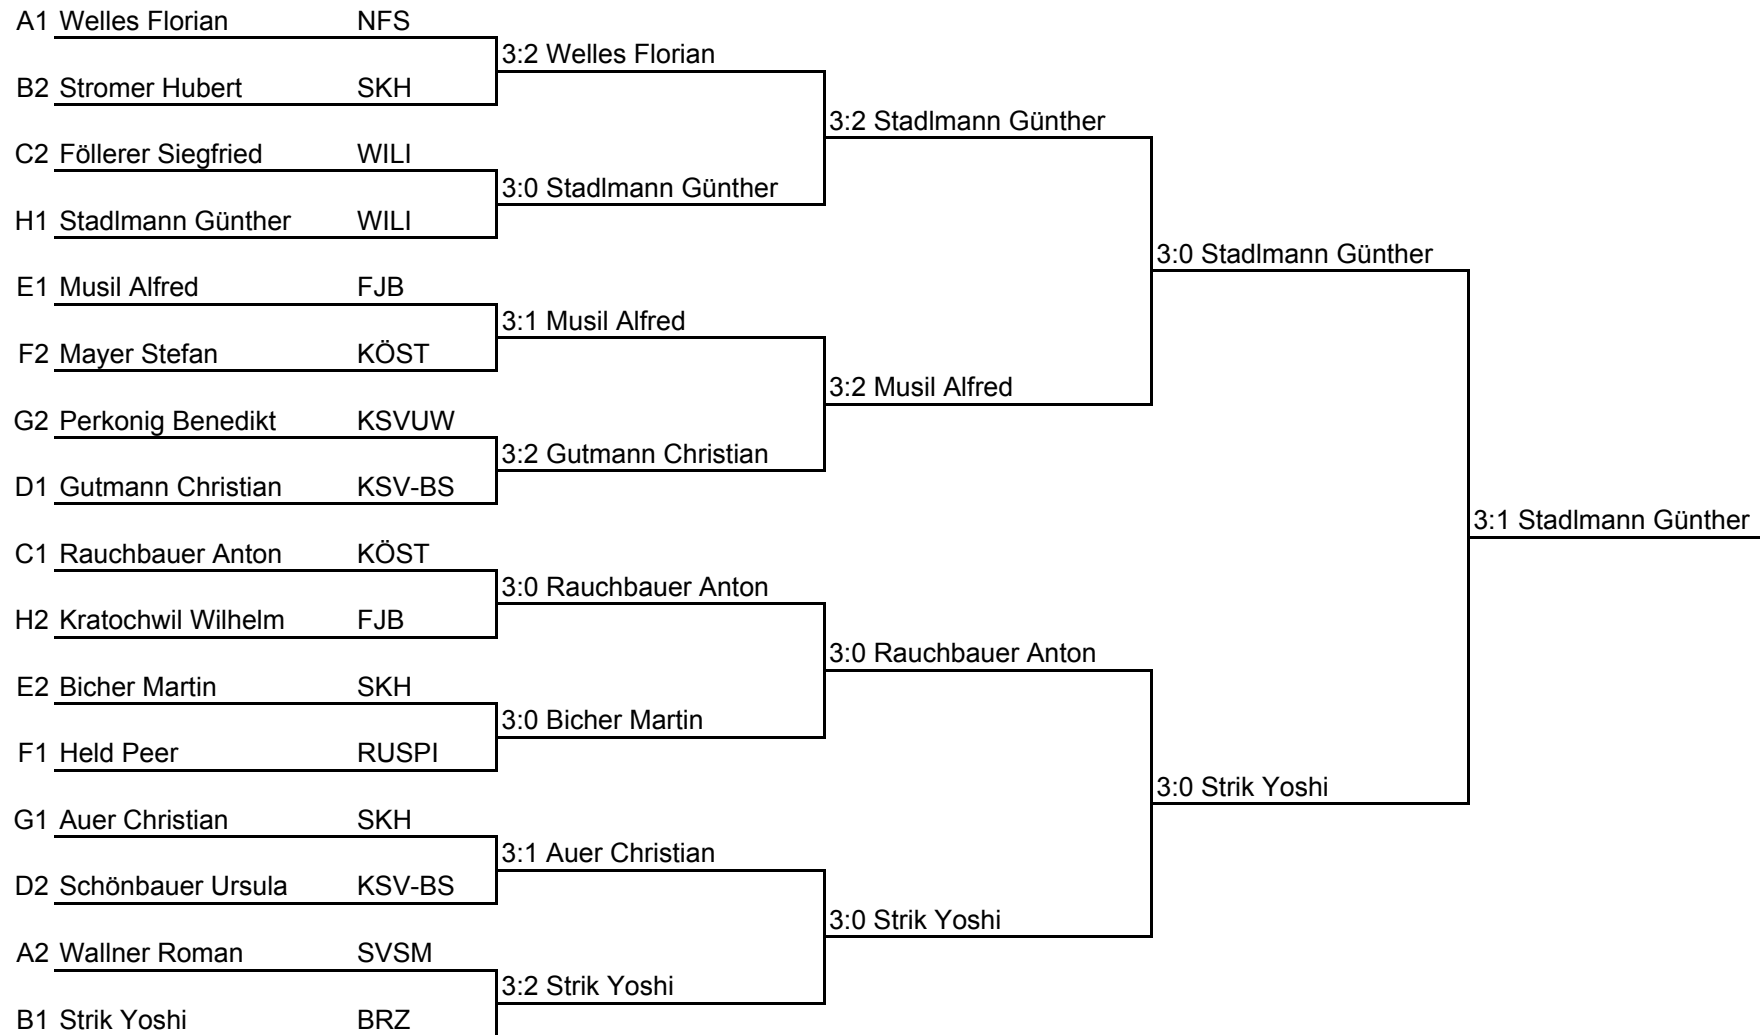 A1 Welles Florian NFS
3:2 Welles Florian
B2 Stromer Hubert SKH
3:2 Stadlmann Günther
C2 Föllerer Siegfried WILI
3:0 Stadlmann Günther
H1 Stadlmann Günther WILI
3:0 Stadlmann Günther
E1 Musil Alfred FJB
3:1 Musil Alfred
F2 Mayer Stefan KÖST
3:2 Musil Alfred
G2 Perkonig Benedikt KSVUW
3:2 Gutmann Christian
D1 Gutmann Christian KSV-BS
3:1 Stadlmann Günther
C1 Rauchbauer Anton KÖST
3:0 Rauchbauer Anton
H2 Kratochwil Wilhelm FJB
3:0 Rauchbauer Anton
E2 Bicher Martin SKH
3:0 Bicher Martin
F1 Held Peer RUSPI
3:0 Strik Yoshi
G1 Auer Christian SKH
3:1 Auer Christian
D2 Schönbauer Ursula KSV-BS
3:0 Strik Yoshi
A2 Wallner Roman SVSM
3:2 Strik Yoshi
B1 Strik Yoshi BRZ